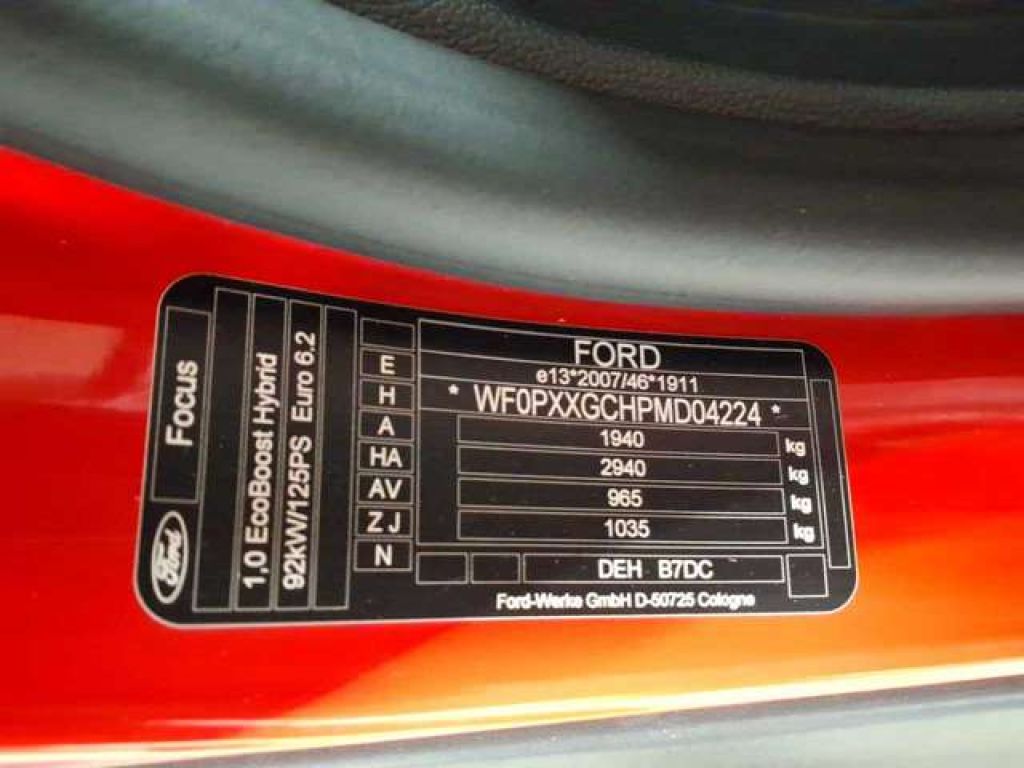 FORD
e13*2007/46*1911
* WF0PXXGCHPMD04224 *
1940 kg
2940 kg
965 kg
1035 kg
DEH B7DC
Ford-Werke GmbH D-50725 Cologne
E
H
A
HA
AV
Z J
N
Focus
Ford
1,0 EcoBoost Hybrid
92kW/125PS Euro 6.2